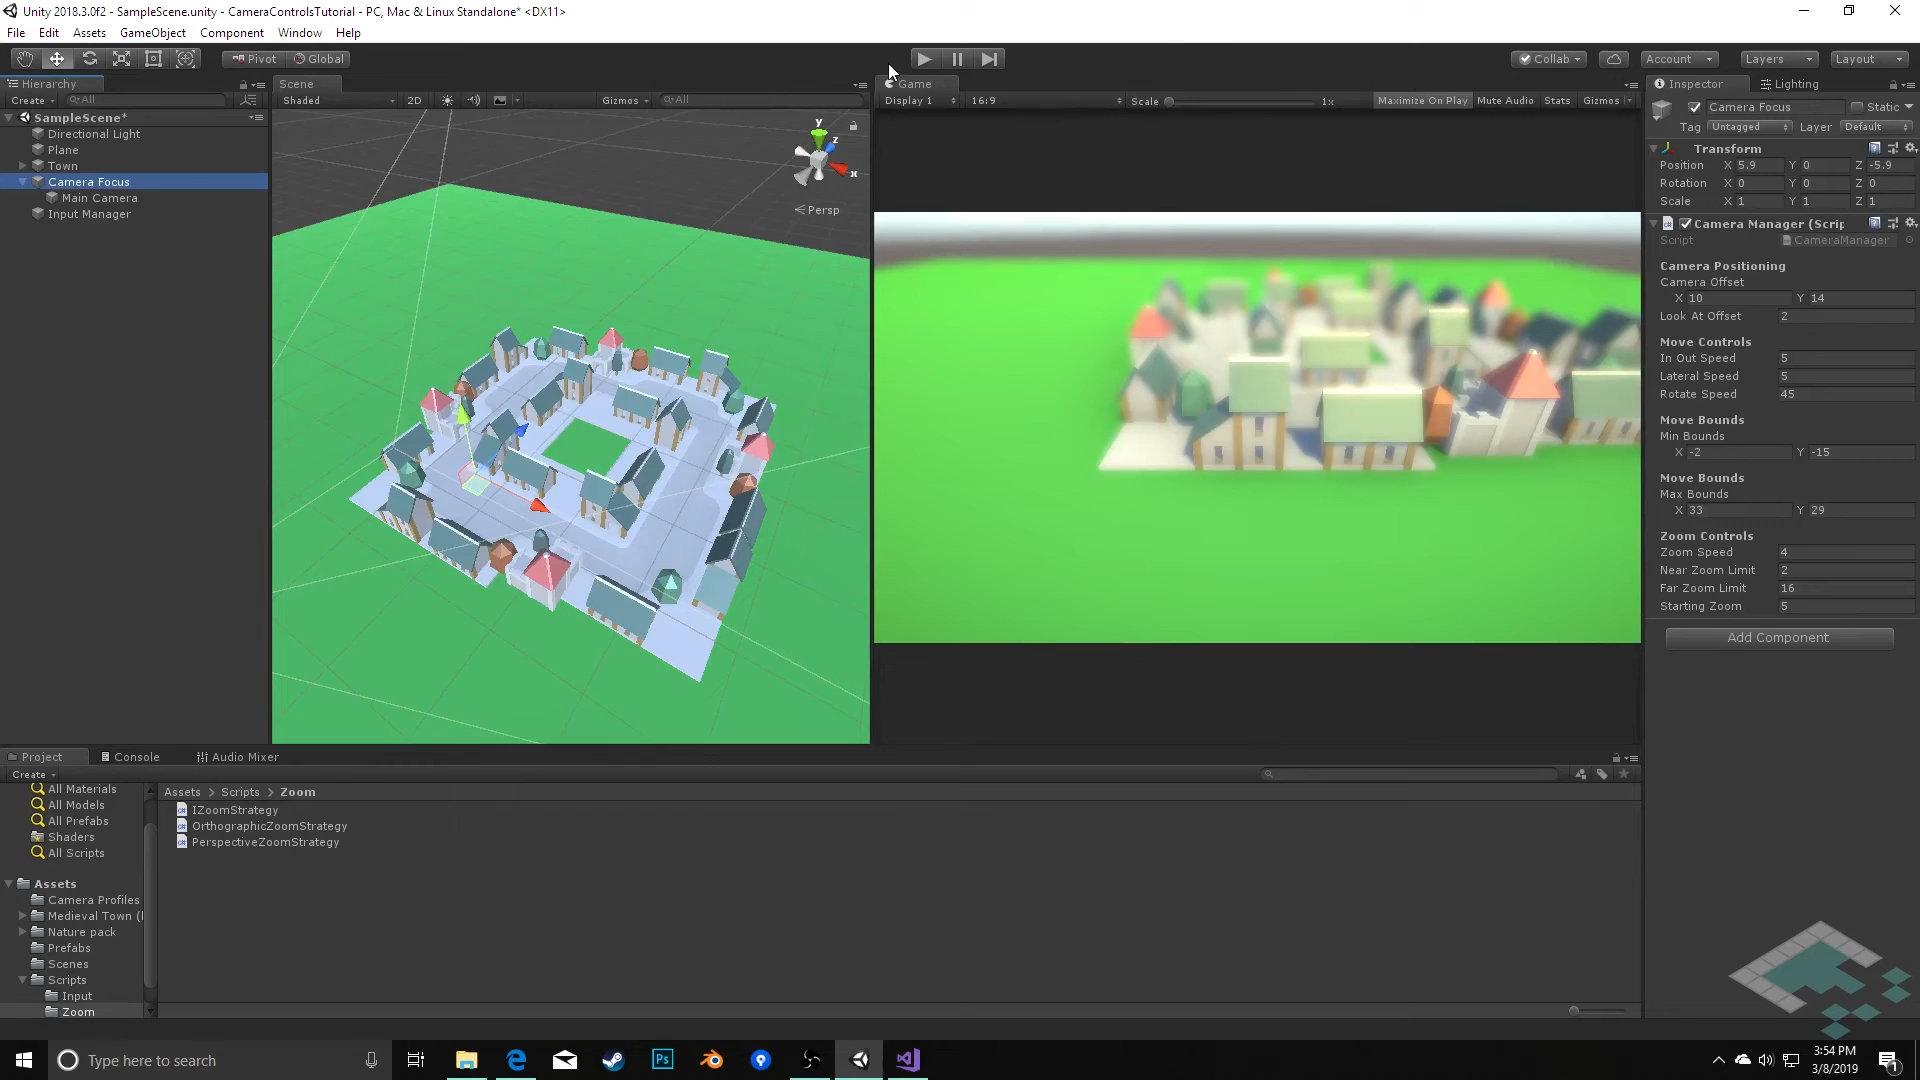 Unity 2018.3.0f2 - SampleScene.unity - CameraControlsTutorial - PC, Mac & Linux Standalone* <DX11>
File Edit Assets GameObject Component Window Help
Pivot Global Collab Account Layers Layout
Hierarchy Scene Game Inspector Lighting
Create All Shaded 2D Gizmos All Display 1 16:9 Scale 1x Maximize On Play Mute Audio Stats Gizmos
Camera Focus Static
Tag Untagged Layer Default
SampleScene*
Directional Light
Plane
Town
Camera Focus
Main Camera
Input Manager
y
z
x
Persp
Transform
Position X 5.9 Y 0 Z -5.9
Rotation X 0 Y 0 Z 0
Scale X 1 Y 1 Z 1
Camera Manager (Scrip
Script CameraManager
Camera Positioning
Camera Offset
X 10 Y 14
Look At Offset 2
Move Controls
In Out Speed 5
Lateral Speed 5
Rotate Speed 45
Move Bounds
Min Bounds
X -2 Y -15
Move Bounds
Max Bounds
X 33 Y 29
Zoom Controls
Zoom Speed 4
Near Zoom Limit 2
Far Zoom Limit 16
Starting Zoom 5
Add Component
Project Console Audio Mixer
Create
All Materials
All Models
All Prefabs
Shaders
All Scripts
Assets
Camera Profiles
Medieval Town (
Nature pack
Prefabs
Scenes
Scripts
Input
Zoom
Assets > Scripts > Zoom
IZoomStrategy
OrthographicZoomStrategy
PerspectiveZoomStrategy
Type here to search
Ps
3:54 PM
3/8/2019
1